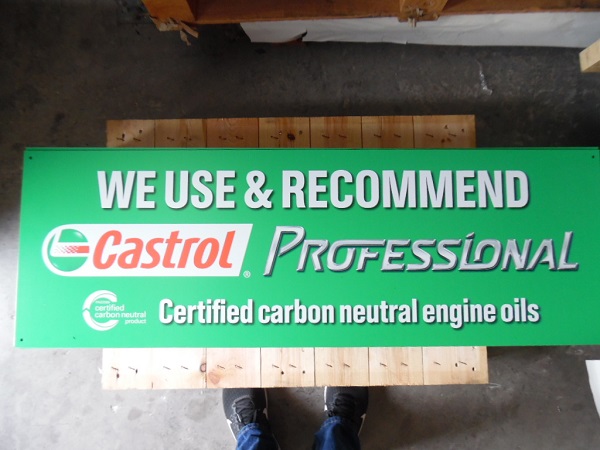 WE USE & RECOMMEND
Castrol® PROFESSIONAL
certified
carbon neutral
product
Certified carbon neutral engine oils